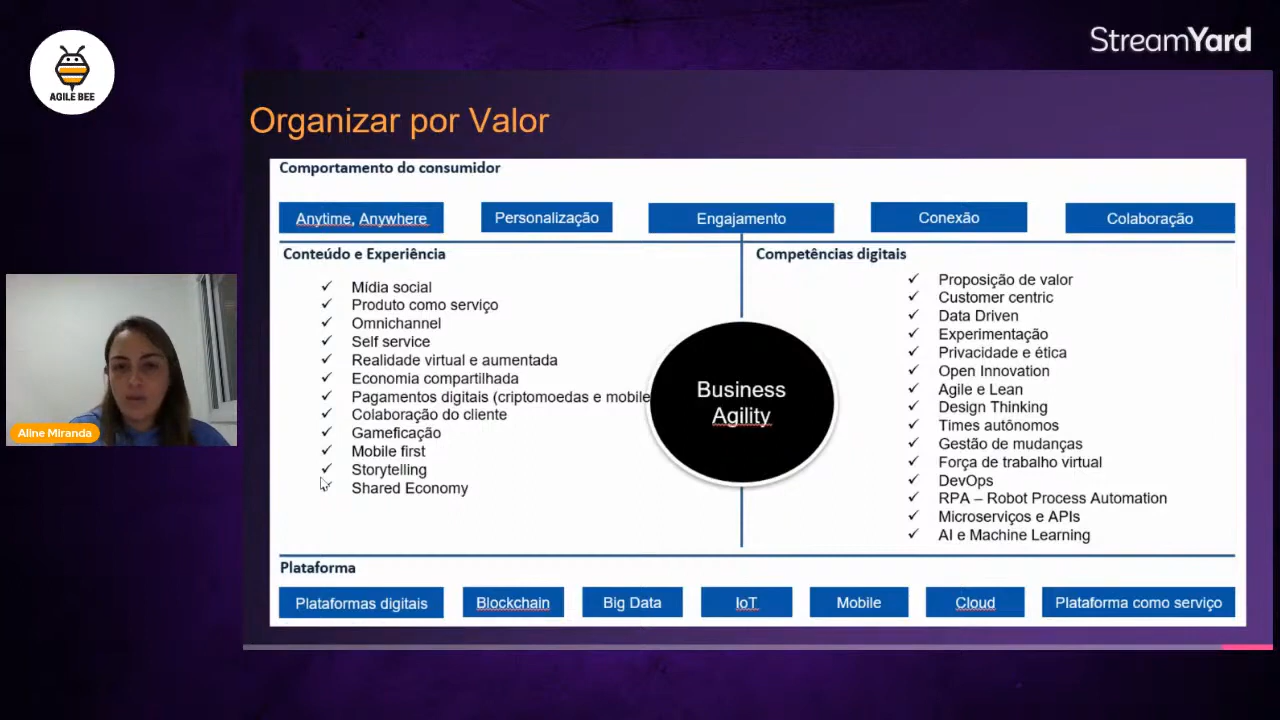 AGILE BEE
StreamYard
Organizar por Valor
Comportamento do consumidor
Anytime, Anywhere
Personalização
Engajamento
Conexão
Colaboração
Conteúdo e Experiência
Mídia social
Produto como serviço
Omnichannel
Self service
Realidade virtual e aumentada
Economia compartilhada
Pagamentos digitais (criptomoedas e mobile
Colaboração do cliente
Gameficação
Mobile first
Storytelling
Shared Economy
Business
Agility
Competências digitais
Proposição de valor
Customer centric
Data Driven
Experimentação
Privacidade e ética
Open Innovation
Agile e Lean
Design Thinking
Times autônomos
Gestão de mudanças
Força de trabalho virtual
DevOps
RPA – Robot Process Automation
Microserviços e APIs
AI e Machine Learning
Plataforma
Plataformas digitais
Blockchain
Big Data
IoT
Mobile
Cloud
Plataforma como serviço
Aline Miranda